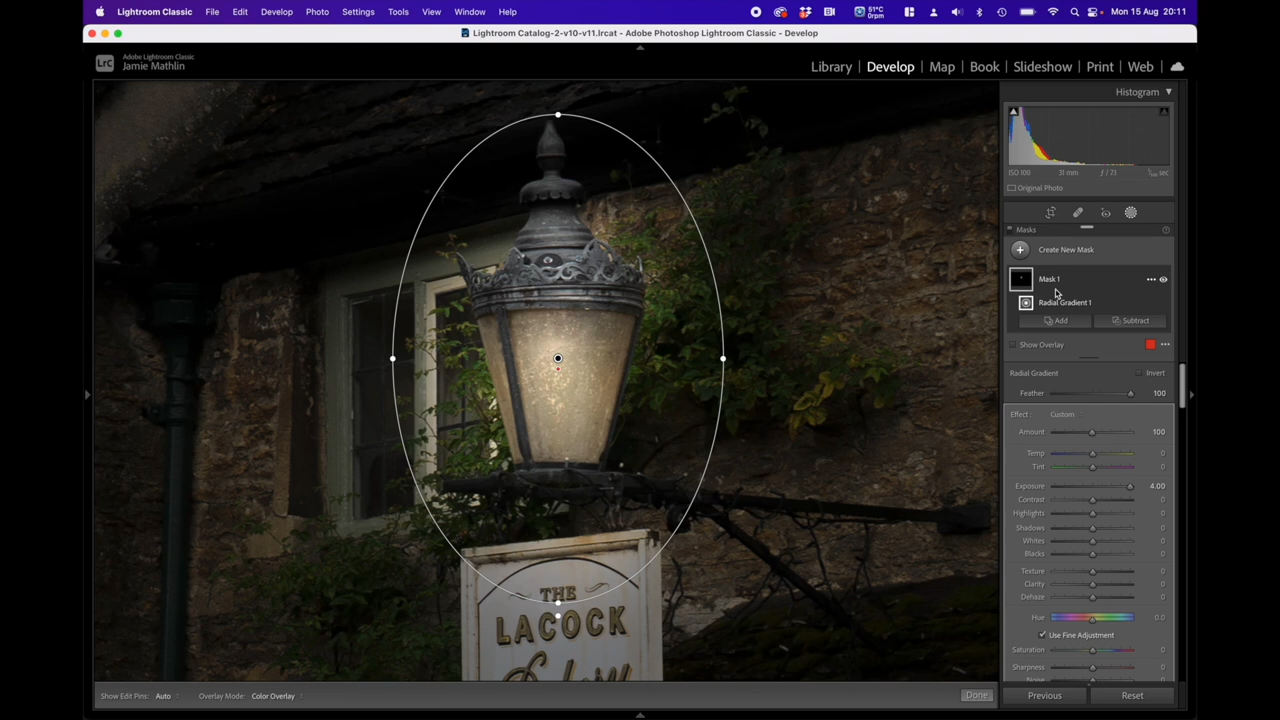 Lightroom Classic File Edit Develop Photo Settings Tools View Window Help 51°C 0rpm Mon 15 Aug 20:11
Lightroom Catalog-2-v10-v11.lrcat - Adobe Photoshop Lightroom Classic - Develop
LrC Adobe Lightroom Classic
Jamie Mathlin
Library | Develop | Map | Book | Slideshow | Print | Web
Histogram
ISO 100 31 mm
Original Photo
Masks
Create New Mask
Mask 1
Radial Gradient 1
Add Subtract
Show Overlay
Radial Gradient Invert
Feather 100
Effect : Custom
Amount 100
Temp 0
Tint 0
Exposure 4.00
Contrast 0
Highlights 0
Shadows 0
Whites 0
Blacks 0
Texture 0
Clarity 0
Dehaze 0
Hue 0.0
Use Fine Adjustment
Saturation 0
Sharpness 0
Noise
THE
LACOCK
Bakery
Show Edit Pins: Auto Overlay Mode: Color Overlay Done
Previous Reset